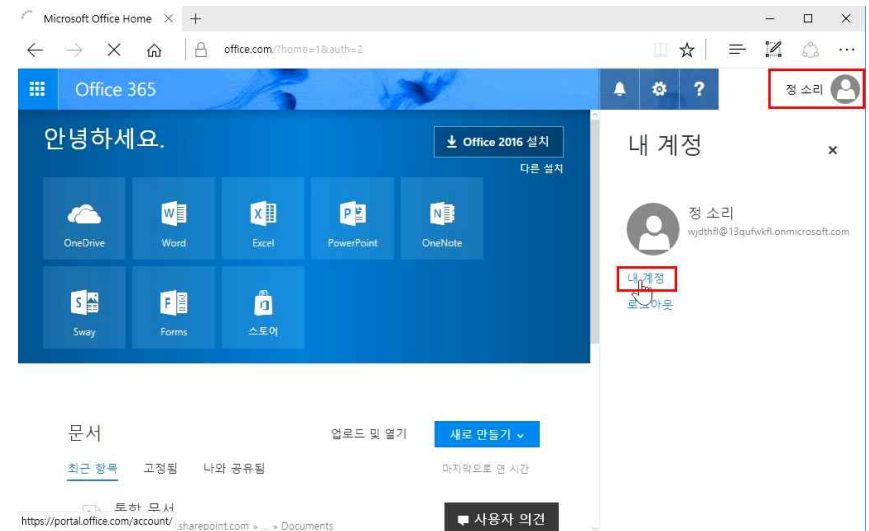 Microsoft Office Home
office.com/?home=1&auth=2
Office 365
?
정 소리
안녕하세요.
Office 2016 설치
다른 설치
OneDrive
Word
Excel
PowerPoint
OneNote
Sway
Forms
스토어
내 계정
정 소리
wjdthfl@13qufwkfl.onmicrosoft.com
내 계정
로그아웃
문서
업로드 및 열기
새로 만들기
최근 항목
고정됨
나와 공유됨
마지막으로 연 시간
통합 문서
https://portal.office.com/account/
sharepoint.com » ... » Documents
사용자 의견